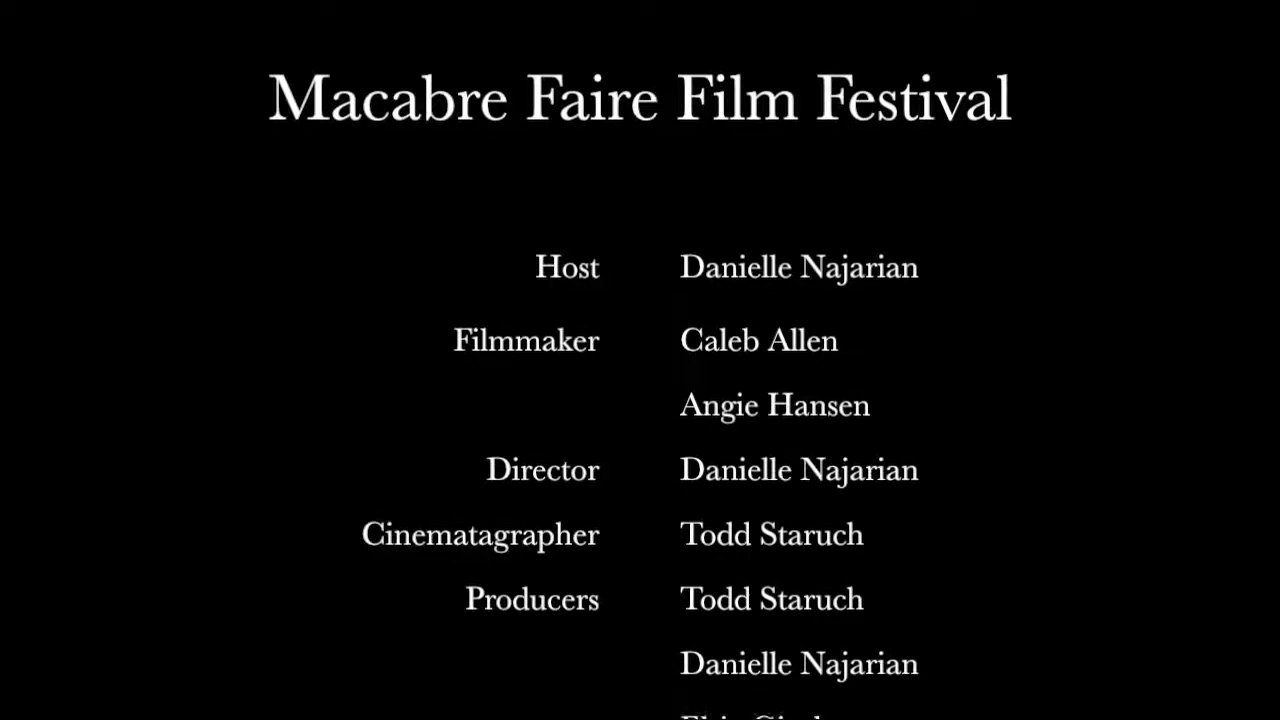 Macabre Faire Film Festival
Host Danielle Najarian
Filmmaker Caleb Allen
Angie Hansen
Director Danielle Najarian
Cinematagrapher Todd Staruch
Producers Todd Staruch
Danielle Najarian